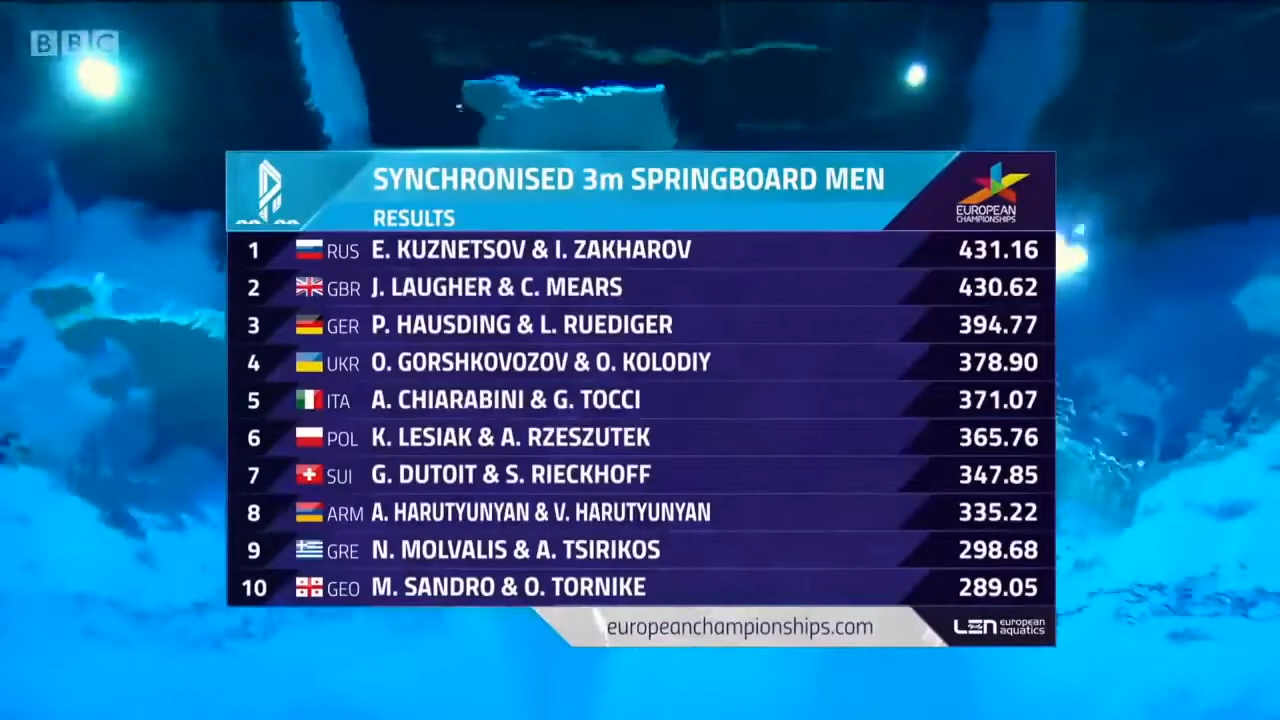 BBC
SYNCHRONISED 3m SPRINGBOARD MEN
RESULTS
EUROPEAN
CHAMPIONSHIPS
1 RUS E. KUZNETSOV & I. ZAKHAROV 431.16
2 GBR J. LAUGHER & C. MEARS 430.62
3 GER P. HAUSDING & L. RUEDIGER 394.77
4 UKR O. GORSHKOVOZOV & O. KOLODIY 378.90
5 ITA A. CHIARABINI & G. TOCCI 371.07
6 POL K. LESIAK & A. RZESZUTEK 365.76
7 SUI G. DUTOIT & S. RIECKHOFF 347.85
8 ARM A. HARUTYUNYAN & V. HARUTYUNYAN 335.22
9 GRE N. MOLVALIS & A. TSIRIKOS 298.68
10 GEO M. SANDRO & O. TORNIKE 289.05
europeanchampionships.com
LEN european
aquatics